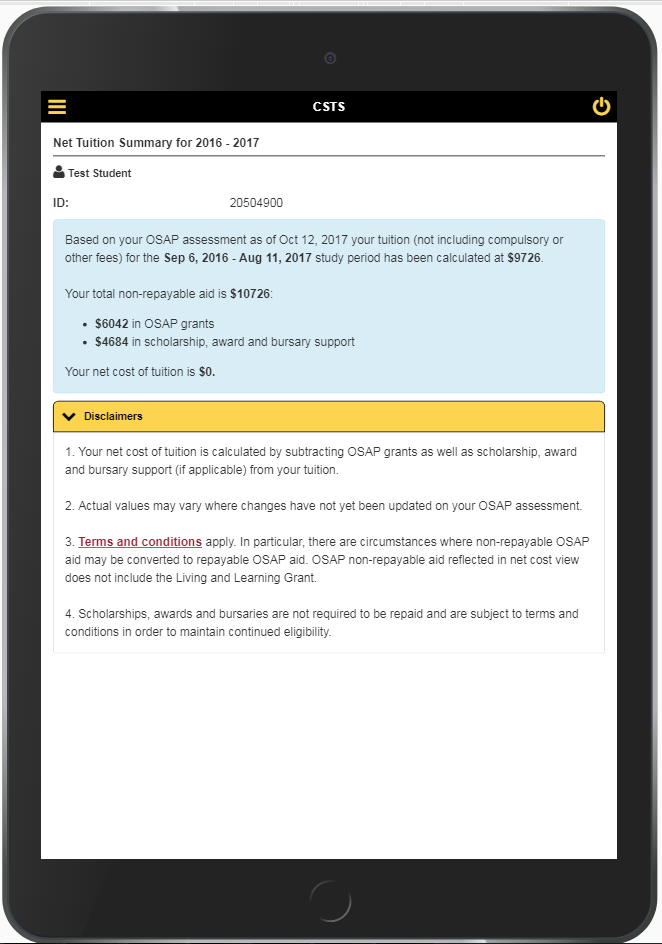 CSTS
Net Tuition Summary for 2016 - 2017
Test Student
ID: 20504900
Based on your OSAP assessment as of Oct 12, 2017 your tuition (not including compulsory or
other fees) for the Sep 6, 2016 - Aug 11, 2017 study period has been calculated at $9726.
Your total non-repayable aid is $10726:
• $6042 in OSAP grants
• $4684 in scholarship, award and bursary support
Your net cost of tuition is $0.
Disclaimers
1. Your net cost of tuition is calculated by subtracting OSAP grants as well as scholarship, award
and bursary support (if applicable) from your tuition.
2. Actual values may vary where changes have not yet been updated on your OSAP assessment.
3. Terms and conditions apply. In particular, there are circumstances where non-repayable OSAP
aid may be converted to repayable OSAP aid. OSAP non-repayable aid reflected in net cost view
does not include the Living and Learning Grant.
4. Scholarships, awards and bursaries are not required to be repaid and are subject to terms and
conditions in order to maintain continued eligibility.